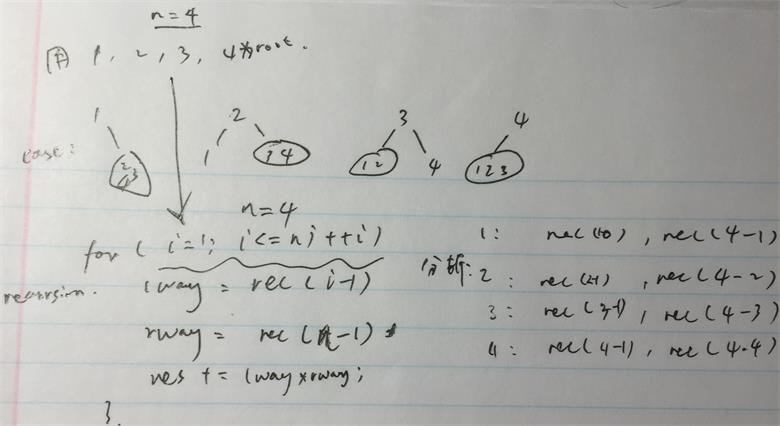 n=4
用 1, 2, 3, 4为root.
case:
1
2
3
4
2 3 4
1
3 4
1 2
4
1 2 3
n=4
for ( i=1; i<=n; ++i)
recursion.
lway = rec(i-1)
rway = rec(n-1)
res += lway×rway;
}
分析:
1: , rec(4-1)
2: rec(2-1) , rec(4-2)
3: rec(3-1) , rec(4-3)
4: rec(4-1) , rec(4-4)